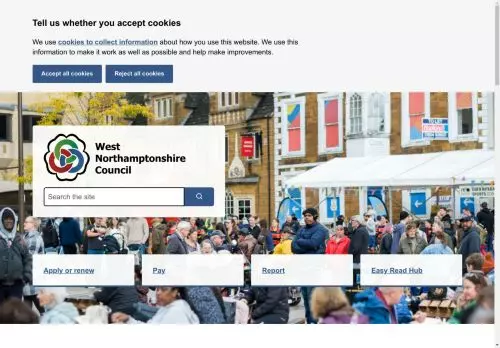 Tell us whether you accept cookies
We use cookies to collect information about how you use this website. We use this
information to make it work as well as possible and help make improvements.
Accept all cookies
Reject all cookies
West
Northamptonshire
Council
Search the site
Apply or renew
Pay
Report
Easy Read Hub
TO LET